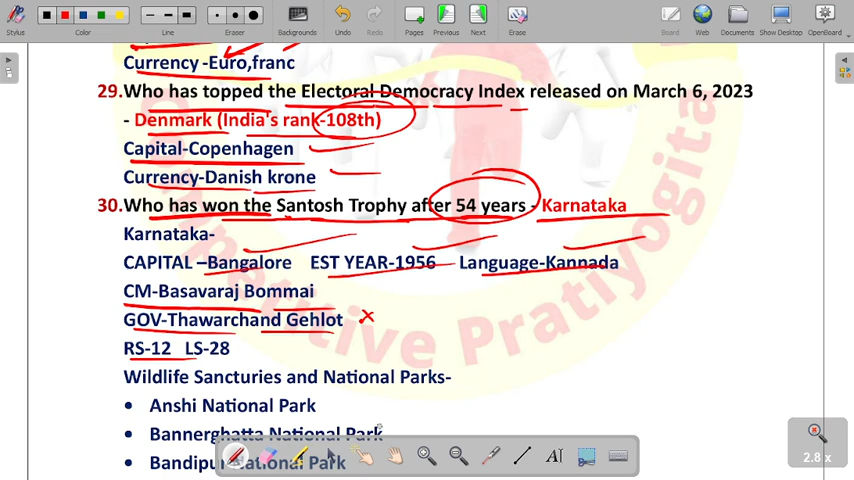 Stylus
Color
Line
Eraser
Backgrounds
Undo
Redo
Pages
Previous
Next
Erase
Board
Web
Documents
Show Desktop
OpenBoard
Currency -Euro,franc
29.Who has topped the Electoral Democracy Index released on March 6, 2023
- Denmark (India's rank-108th)
Capital-Copenhagen
Currency-Danish krone
30.Who has won the Santosh Trophy after 54 years - Karnataka
Karnataka-
CAPITAL –Bangalore EST YEAR-1956 Language-Kannada
CM-Basavaraj Bommai
GOV-Thawarchand Gehlot
RS-12 LS-28
Wildlife Sancturies and National Parks-
• Anshi National Park
• Bannerghatta National Park
• Bandipur National Park
petitive Pratiyogita
2.8 x